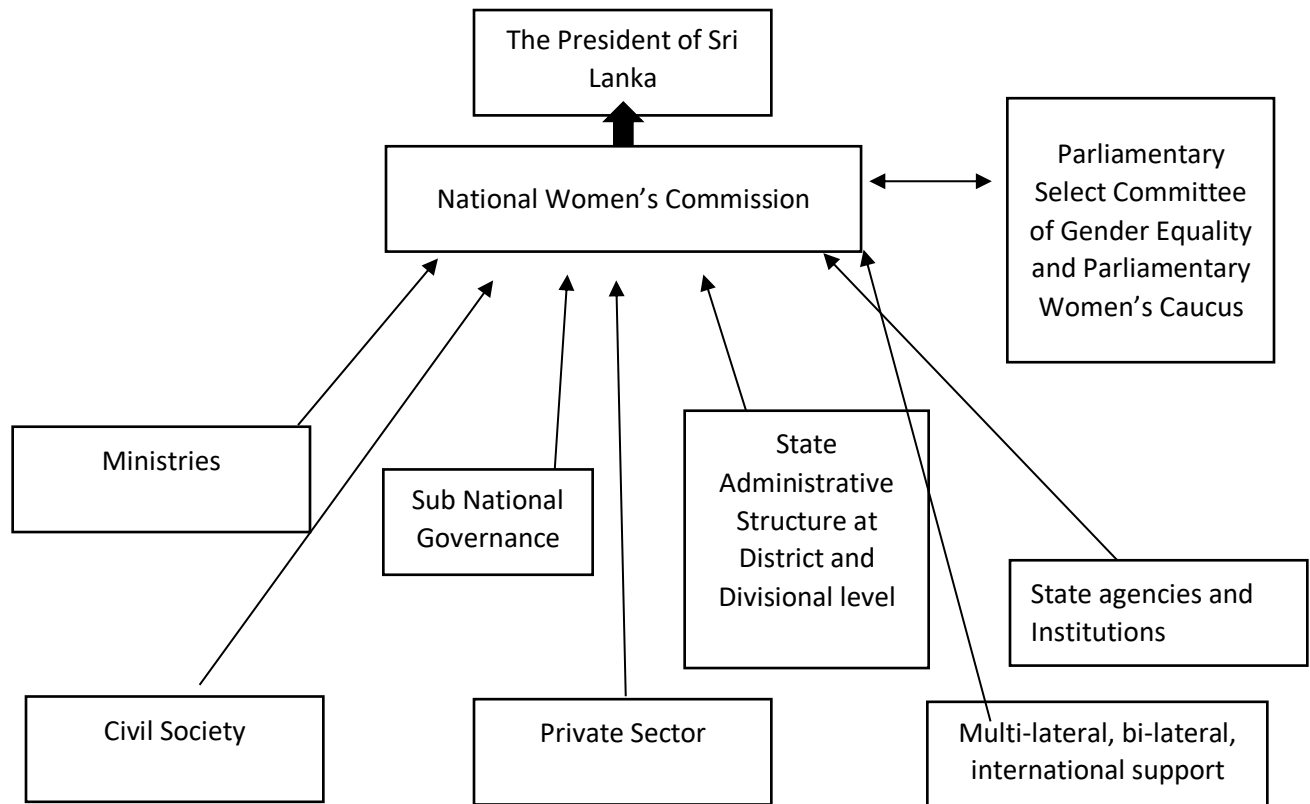 The President of Sri
Lanka
National Women’s Commission
Parliamentary
Select Committee
of Gender Equality
and Parliamentary
Women’s Caucus
Ministries
Sub National
Governance
State
Administrative
Structure at
District and
Divisional level
State agencies and
Institutions
Civil Society
Private Sector
Multi-lateral, bi-lateral,
international support